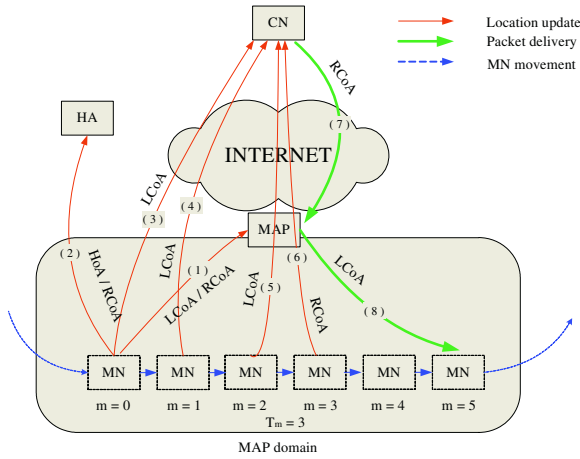 CN
Location update
Packet delivery
MN movement
RCoA
HA
(7)
INTERNET
LCoA
(3)
(4)
MAP
(2)
HoA / RCoA
(1)
LCoA / RCoA
LCoA
LCoA
(5)
(6)
RCoA
LCoA
(8)
MN MN MN MN MN MN
m = 0 m = 1 m = 2 m = 3 m = 4 m = 5
Tm = 3
MAP domain